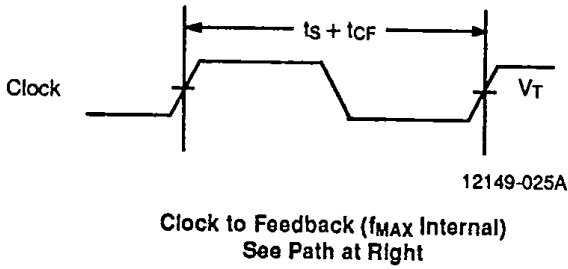 tS + tCF
Clock
VT
12149-025A
Clock to Feedback (fMAX Internal)
See Path at Right